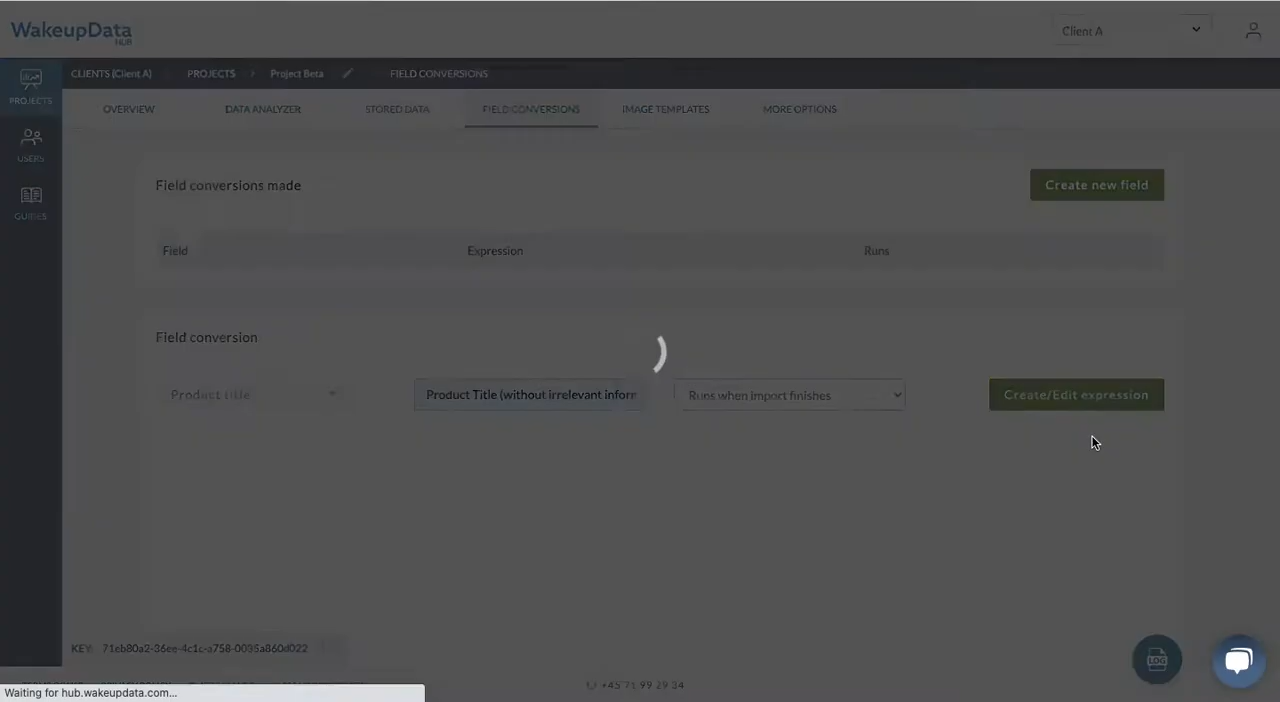 WakeupData
HUB
Client A
PROJECTS
USERS
GUIDES
CLIENTS (Client A) PROJECTS > Project Beta FIELD CONVERSIONS
OVERVIEW DATA ANALYZER STORED DATA FIELD CONVERSIONS IMAGE TEMPLATES MORE OPTIONS
Field conversions made
Create new field
Field Expression Runs
Field conversion
Product title Product Title (without irrelevant inforr Runs when import finishes Create/Edit expression
KEY: 71eb80a2-36ee-4c1c-a758-0035a860d022
LOG
+45 71 99 29 34
Waiting for hub.wakeupdata.com...